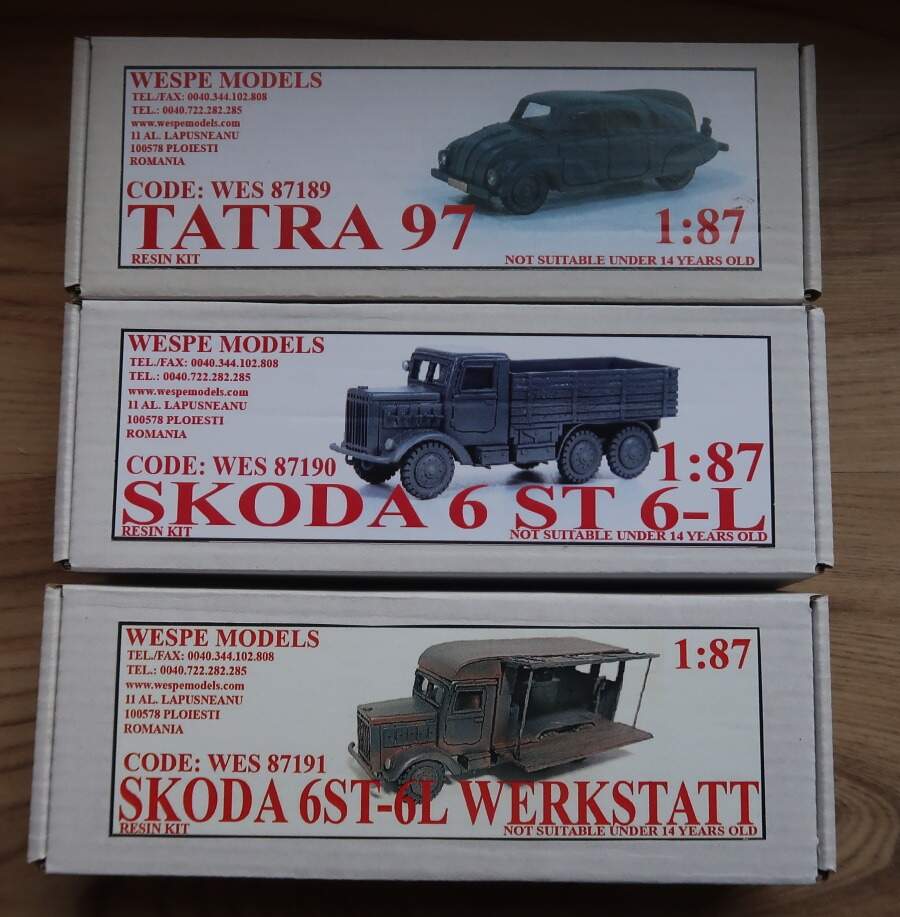 WESPE MODELS
TEL./FAX: 0040.344.102.808
TEL.: 0040.722.282.285
www.wespemodels.com
11 AL. LAPUSNEANU
100578 PLOIESTI
ROMANIA
CODE: WES 87189
TATRA 97
1:87
RESIN KIT
NOT SUITABLE UNDER 14 YEARS OLD
WESPE MODELS
TEL./FAX: 0040.344.102.808
TEL.: 0040.722.282.285
www.wespemodels.com
11 AL. LAPUSNEANU
100578 PLOIESTI
ROMANIA
CODE: WES 87190
1:87
SKODA 6 ST 6-L
RESIN KIT
NOT SUITABLE UNDER 14 YEARS OLD
WESPE MODELS
1:87
TEL./FAX: 0040.344.102.808
TEL.: 0040.722.282.285
www.wespemodels.com
11 AL. LAPUSNEANU
100578 PLOIESTI
ROMANIA
CODE: WES 87191
SKODA 6ST-6L WERKSTATT
RESIN KIT
NOT SUITABLE UNDER 14 YEARS OLD